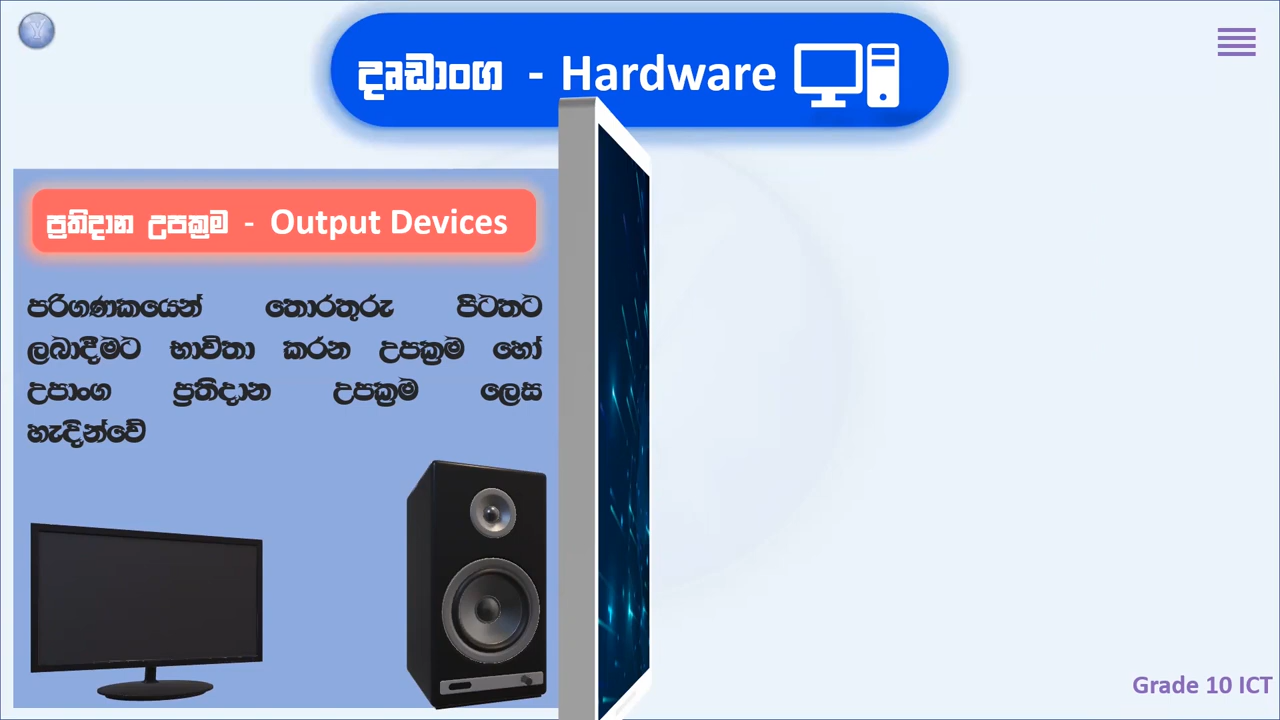 දෘඩාංග - Hardware
ප්‍රතිදාන උපක්‍රම - Output Devices
පරිගණකයෙන් තොරතුරු පිටතට
ලබාදීමට භාවිතා කරන උපක්‍රම හෝ
උපාංග ප්‍රතිදාන උපක්‍රම ලෙස
හැඳින්වේ
Grade 10 ICT